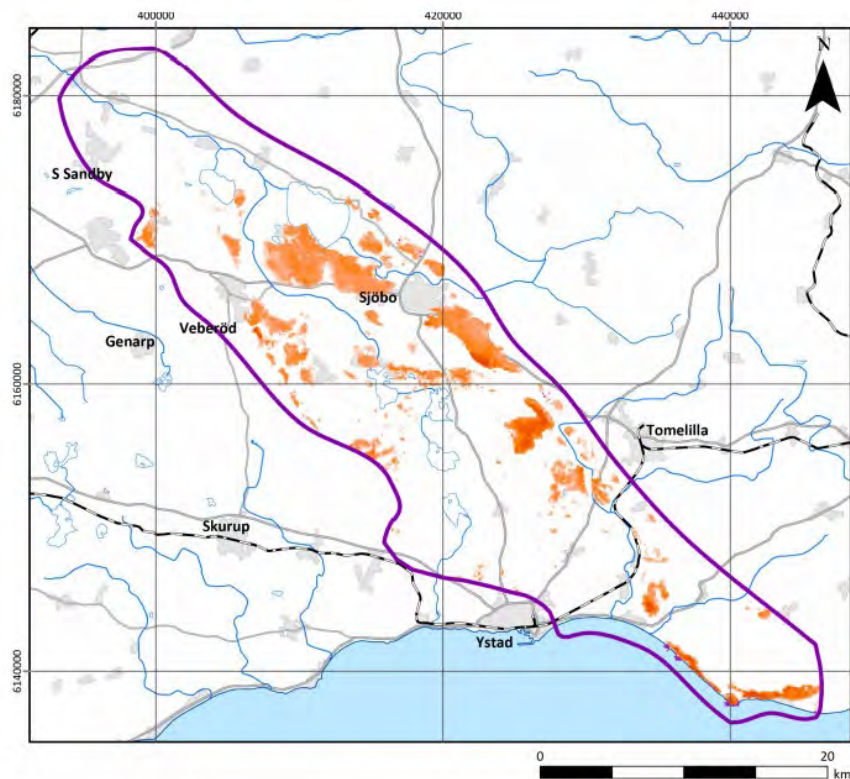 400000
420000
440000
N
6180000
S Sandby
Sjöbo
Veberöd
Genarp
6160000
Tomelilla
Skurup
Ystad
6140000
0
20
km